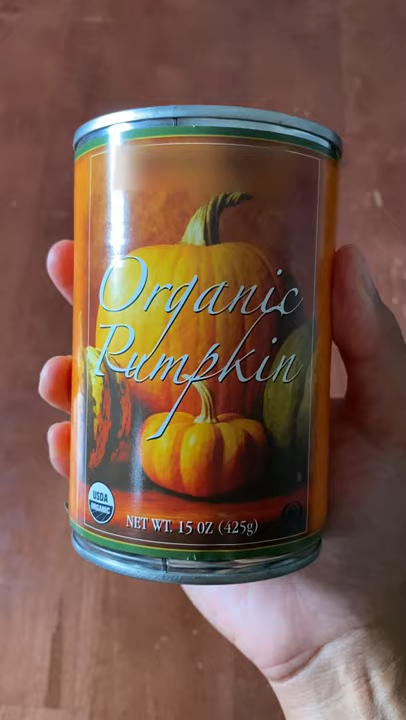 Organic
Pumpkin
USDA
ORGANIC
NET WT. 15 OZ (425g)